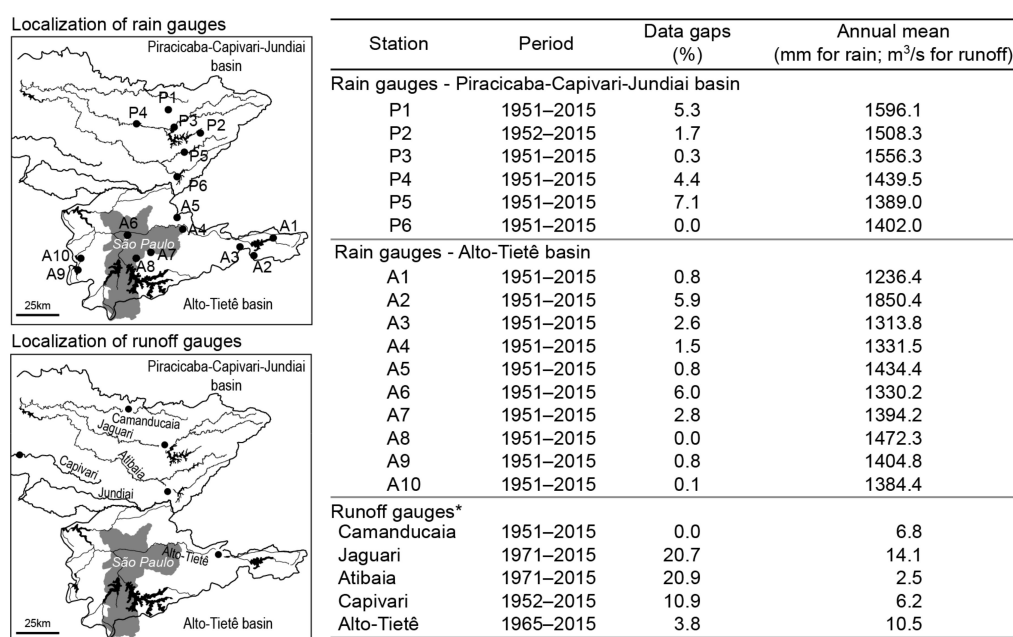 Localization of rain gauges
Piracicaba-Capivari-Jundiai
basin
P1
P4
P3
P2
P5
P6
A5
A6
A4
A1
São Paulo
A3
A7
A10
A8
A2
A9
Alto-Tietê basin
25km
Localization of runoff gauges
Piracicaba-Capivari-Jundiai
basin
Camanducaia
Jaguari
Atibaia
Capivari
Jundiai
Alto-Tietê
São Paulo
Alto-Tietê basin
25km
Station Period Data gaps (%) Annual mean (mm for rain; m³/s for runoff)
Rain gauges - Piracicaba-Capivari-Jundiai basin
P1 1951–2015 5.3 1596.1
P2 1952–2015 1.7 1508.3
P3 1951–2015 0.3 1556.3
P4 1951–2015 4.4 1439.5
P5 1951–2015 7.1 1389.0
P6 1951–2015 0.0 1402.0
Rain gauges - Alto-Tietê basin
A1 1951–2015 0.8 1236.4
A2 1951–2015 5.9 1850.4
A3 1951–2015 2.6 1313.8
A4 1951–2015 1.5 1331.5
A5 1951–2015 0.8 1434.4
A6 1951–2015 6.0 1330.2
A7 1951–2015 2.8 1394.2
A8 1951–2015 0.0 1472.3
A9 1951–2015 0.8 1404.8
A10 1951–2015 0.1 1384.4
Runoff gauges*
Camanducaia 1951–2015 0.0 6.8
Jaguari 1971–2015 20.7 14.1
Atibaia 1971–2015 20.9 2.5
Capivari 1952–2015 10.9 6.2
Alto-Tietê 1965–2015 3.8 10.5